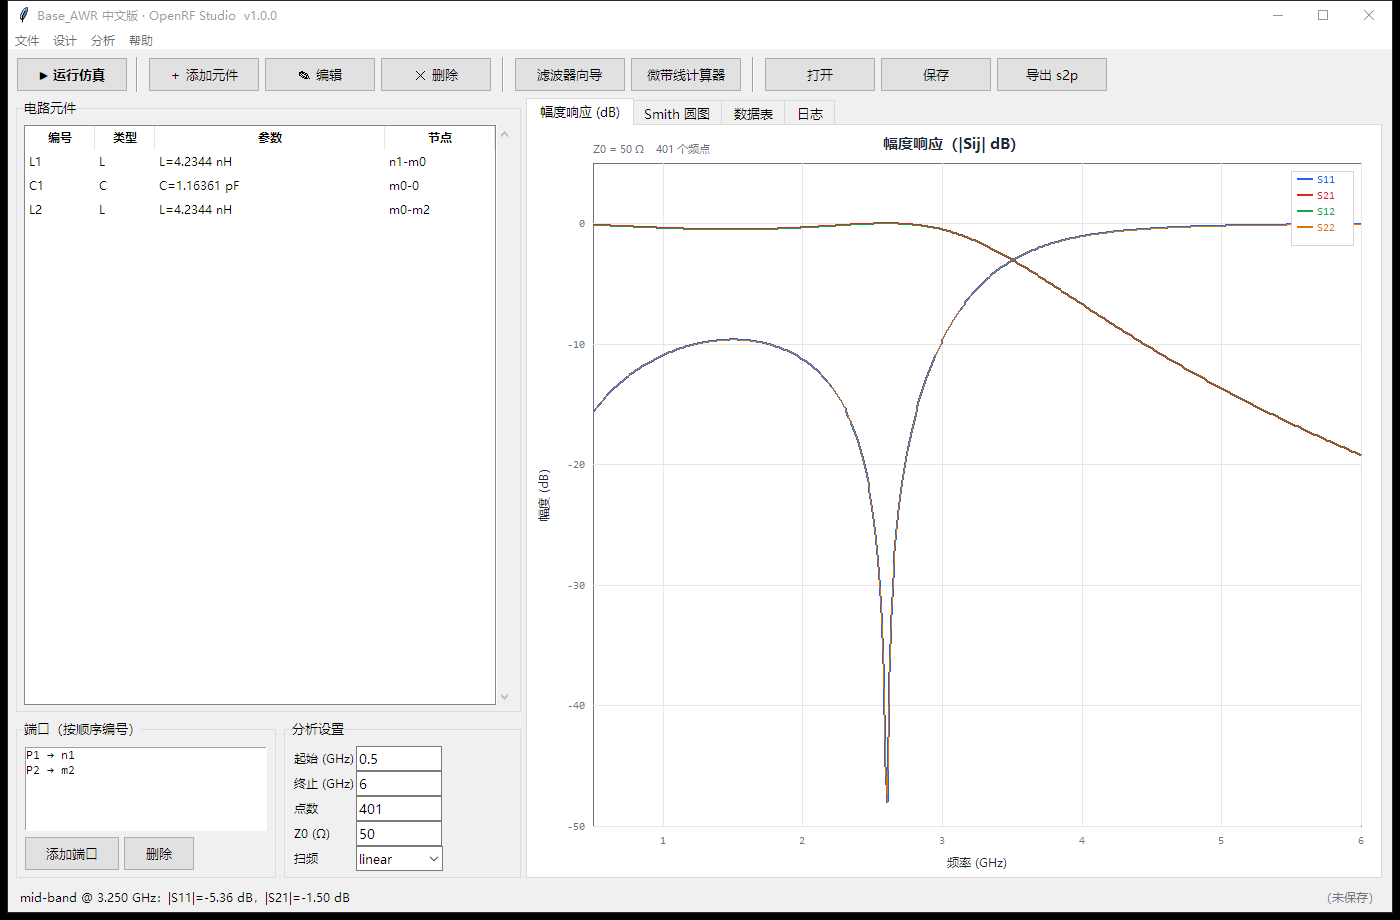 Base_AWR 中文版 · OpenRF Studio v1.0.0
文件 设计 分析 帮助
▶ 运行仿真 + 添加元件 ✎ 编辑 ✕ 删除 滤波器向导 微带线计算器 打开 保存 导出 s2p
电路元件
编号 类型 参数 节点
L1 L L=4.2344 nH n1-m0
C1 C C=1.16361 pF m0-0
L2 L L=4.2344 nH m0-m2
幅度响应 (dB) Smith 圆图 数据表 日志
幅度响应（|Sij| dB）
Z0 = 50 Ω 401 个频点
S11
S21
S12
S22
0
-10
-20
-30
-40
-50
幅度 (dB)
1 2 3 4 5 6
频率 (GHz)
端口（按顺序编号）
P1 → n1
P2 → m2
添加端口 删除
分析设置
起始 (GHz) 0.5
终止 (GHz) 6
点数 401
Z0 (Ω) 50
扫频 linear
mid-band @ 3.250 GHz：|S11|=-5.36 dB，|S21|=-1.50 dB
(未保存)